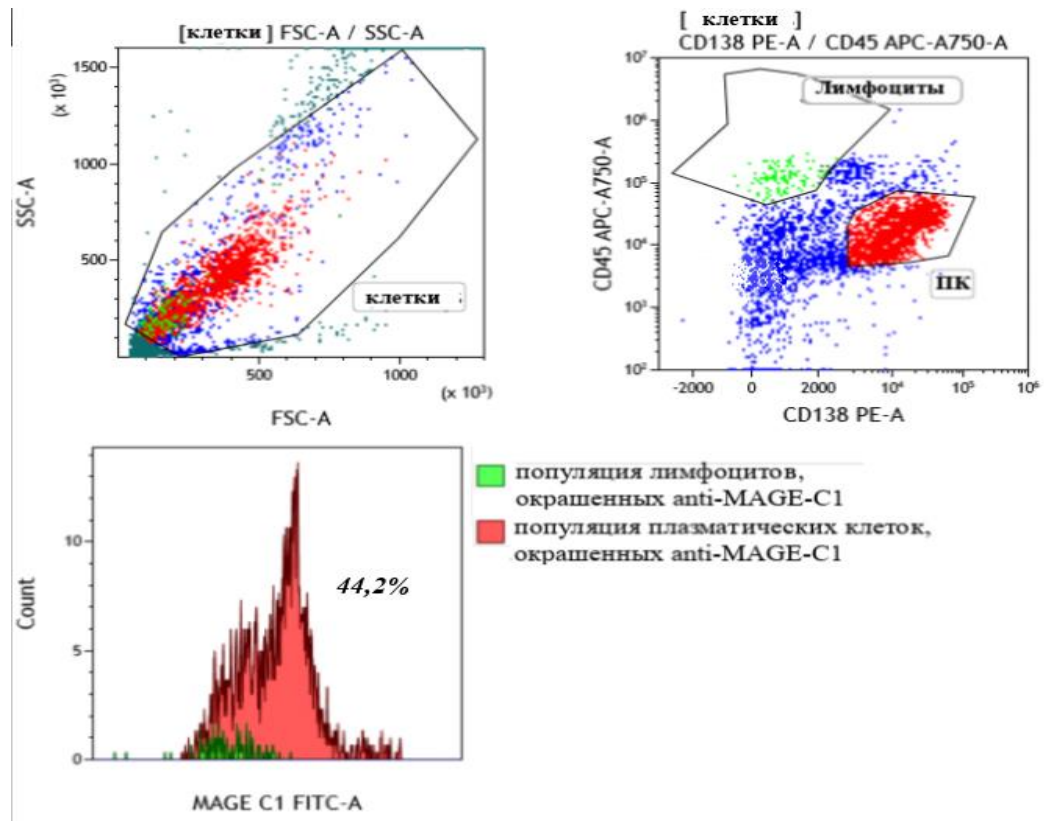 [клетки] FSC-A / SSC-A
(x 10³)
1500
1000
500
SSC-A
клетки
500
1000
(x 10³)
FSC-A
[ клетки ]
CD138 PE-A / CD45 APC-A750-A
10⁷
10⁶
10⁵
10⁴
10³
10²
CD45 APC-A750-A
Лимфоциты
ПК
-2000
0
2000
10⁴
10⁵
10⁶
CD138 PE-A
10
5
0
Count
44,2%
MAGE C1 FITC-A
популяция лимфоцитов,
окрашенных anti-MAGE-C1
популяция плазматических клеток,
окрашенных anti-MAGE-C1